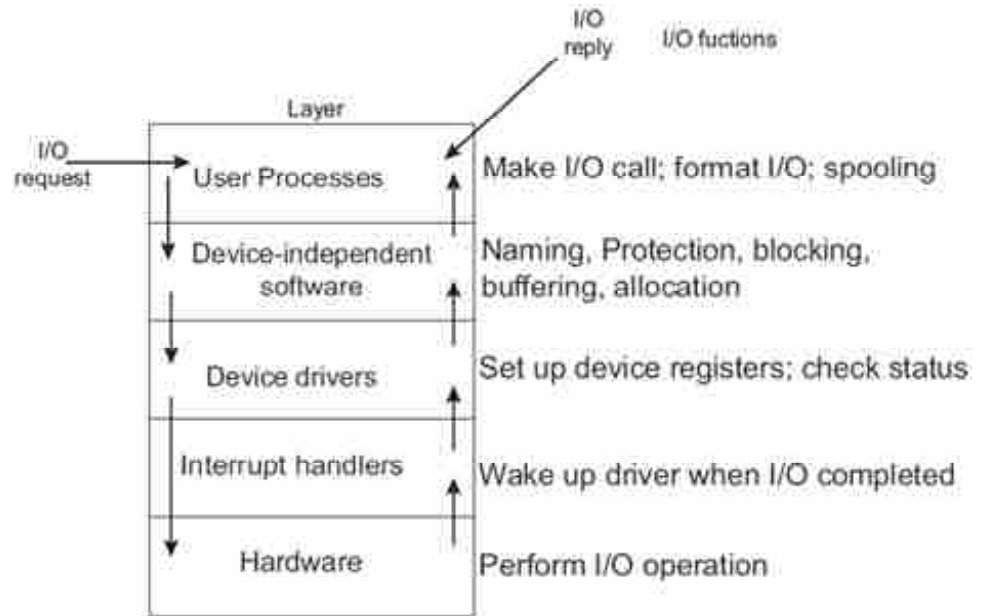 I/O
reply
I/O fuctions
Layer
I/O
request
User Processes
Make I/O call; format I/O; spooling
Device-independent
software
Naming, Protection, blocking,
buffering, allocation
Device drivers
Set up device registers; check status
Interrupt handlers
Wake up driver when I/O completed
Hardware
Perform I/O operation